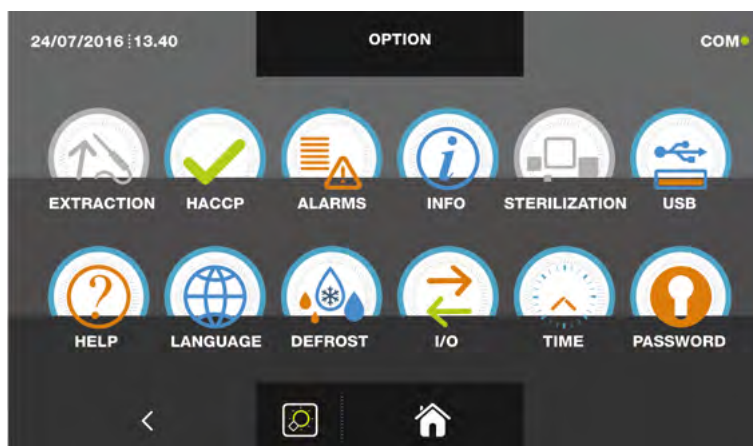 24/07/2016 13.40 OPTION COM
EXTRACTION HACCP ALARMS INFO STERILIZATION USB
HELP LANGUAGE DEFROST I/O TIME PASSWORD